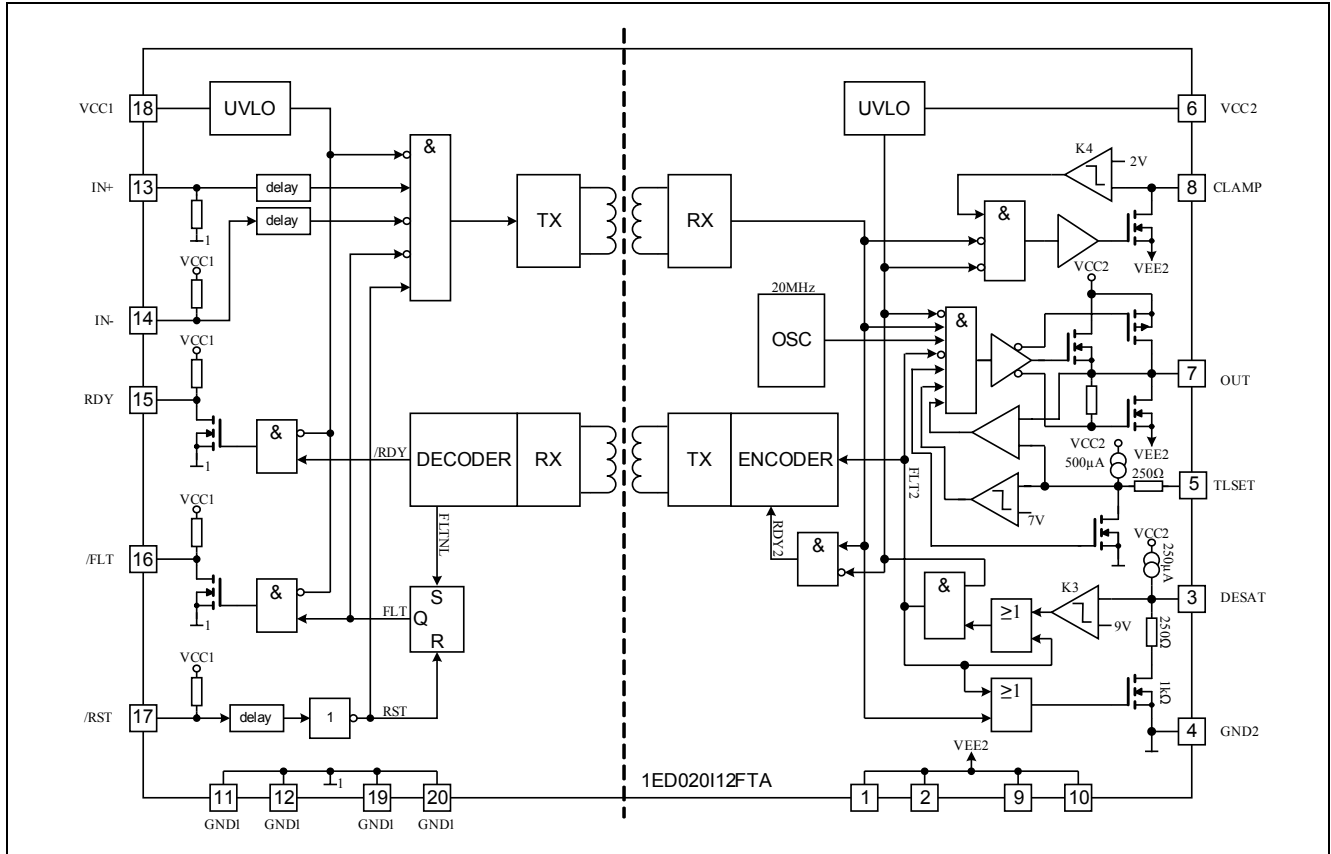 VCC1
18
UVLO
IN+
13
delay
delay
&
1
VCC1
IN-
14
TX
RX
VCC1
RDY
15
&
1
/RDY
DECODER
RX
FLTNL
VCC1
/FLT
16
&
1
FLT
S
Q
R
VCC1
/RST
17
delay
1
RST
1
11
12
19
20
GND1
GND1
GND1
GND1
UVLO
6
VCC2
K4
2V
8
CLAMP
&
VEE2
VCC2
20MHz
OSC
&
7
OUT
VEE2
VCC2
500µA
250Ω
5
TLSET
7V
TX
ENCODER
FLT2
RDY2
&
VCC2
250µA
&
≥1
K3
9V
3
DESAT
250Ω
≥1
1kΩ
4
GND2
VEE2
1ED020I12FTA
1
2
9
10